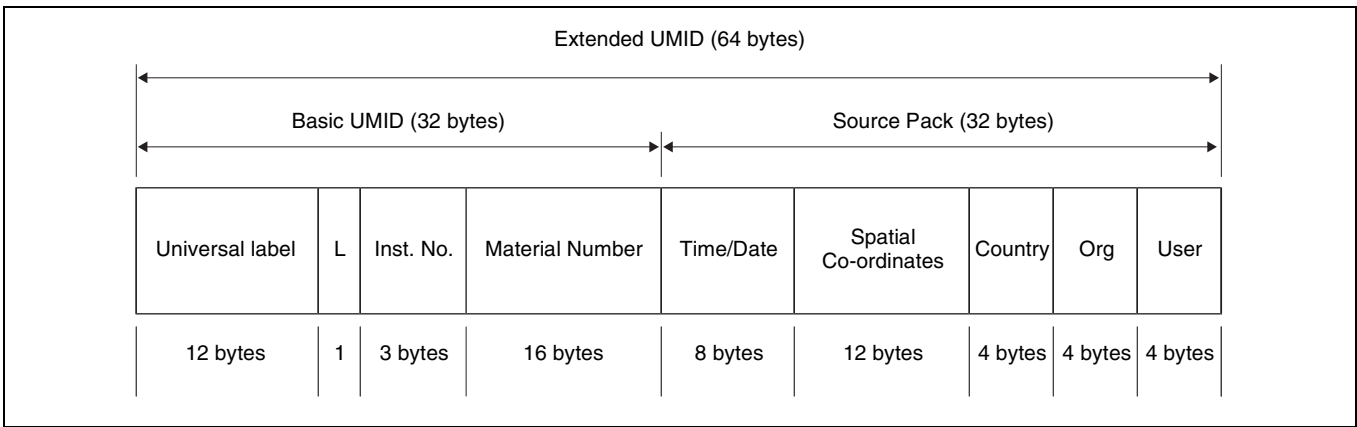 Extended UMID (64 bytes)
Basic UMID (32 bytes) Source Pack (32 bytes)
Universal label L Inst. No. Material Number Time/Date Spatial Co-ordinates Country Org User
12 bytes 1 3 bytes 16 bytes 8 bytes 12 bytes 4 bytes 4 bytes 4 bytes